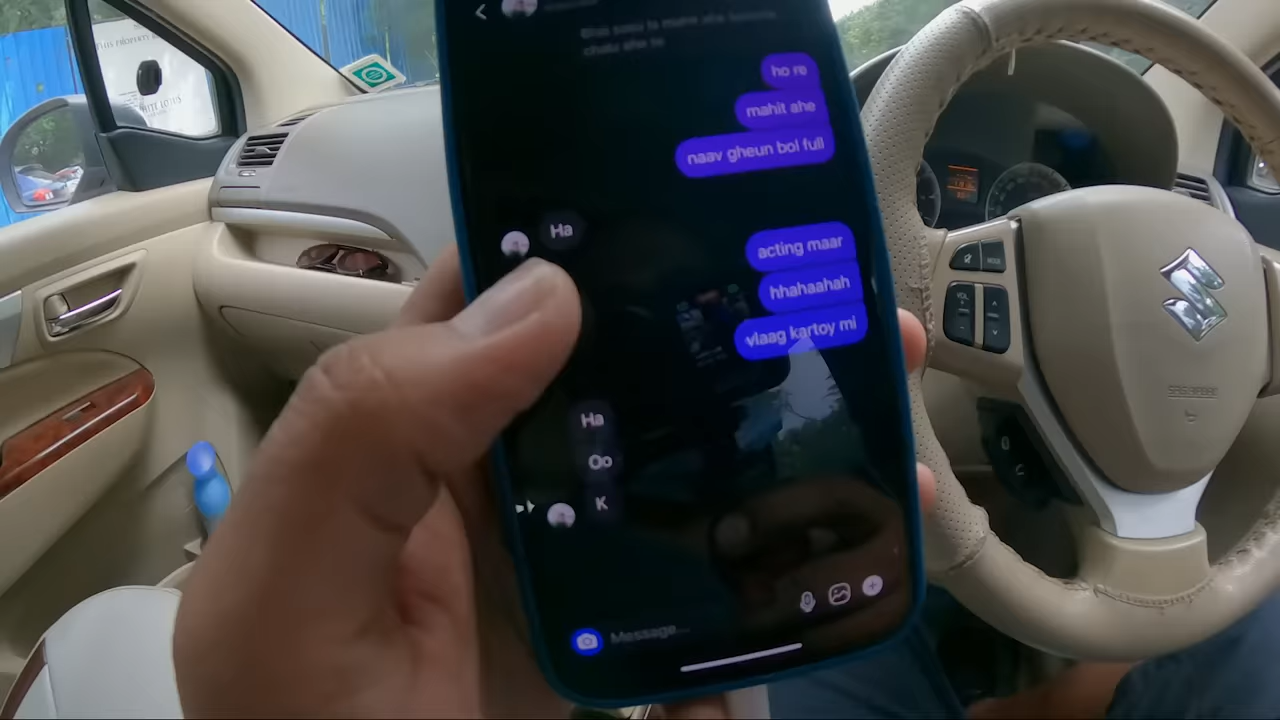 ho re
mahit ahe
naav gheun bol full
Ha
acting maar
hhahaahah
vlaag kartoy mi
Ha
Oo
K
Message...